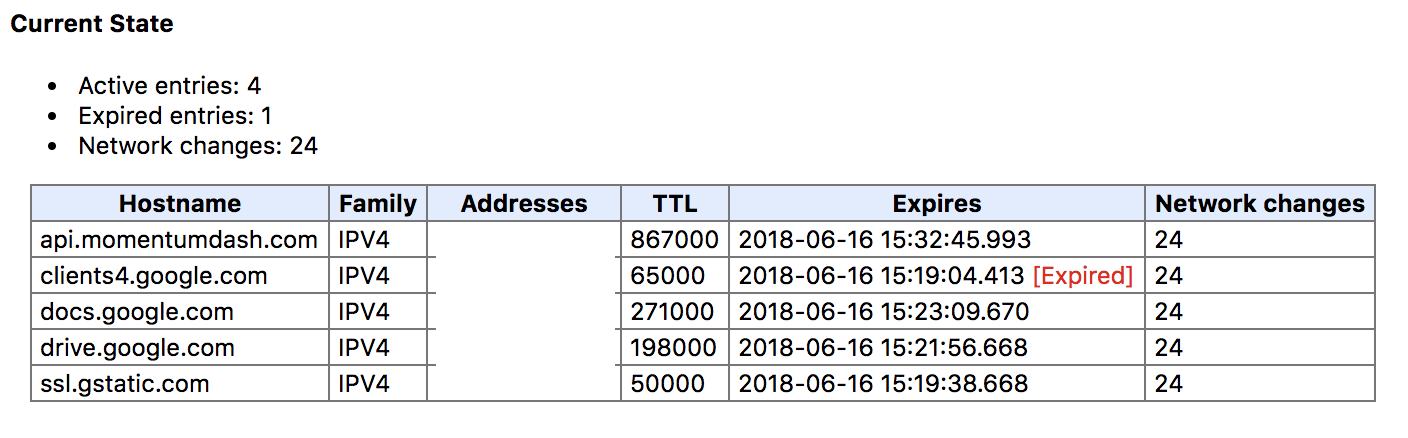 Current State
• Active entries: 4
• Expired entries: 1
• Network changes: 24
Hostname Family Addresses TTL Expires Network changes
api.momentumdash.com IPV4 867000 2018-06-16 15:32:45.993 24
clients4.google.com IPV4 65000 2018-06-16 15:19:04.413 [Expired] 24
docs.google.com IPV4 271000 2018-06-16 15:23:09.670 24
drive.google.com IPV4 198000 2018-06-16 15:21:56.668 24
ssl.gstatic.com IPV4 50000 2018-06-16 15:19:38.668 24